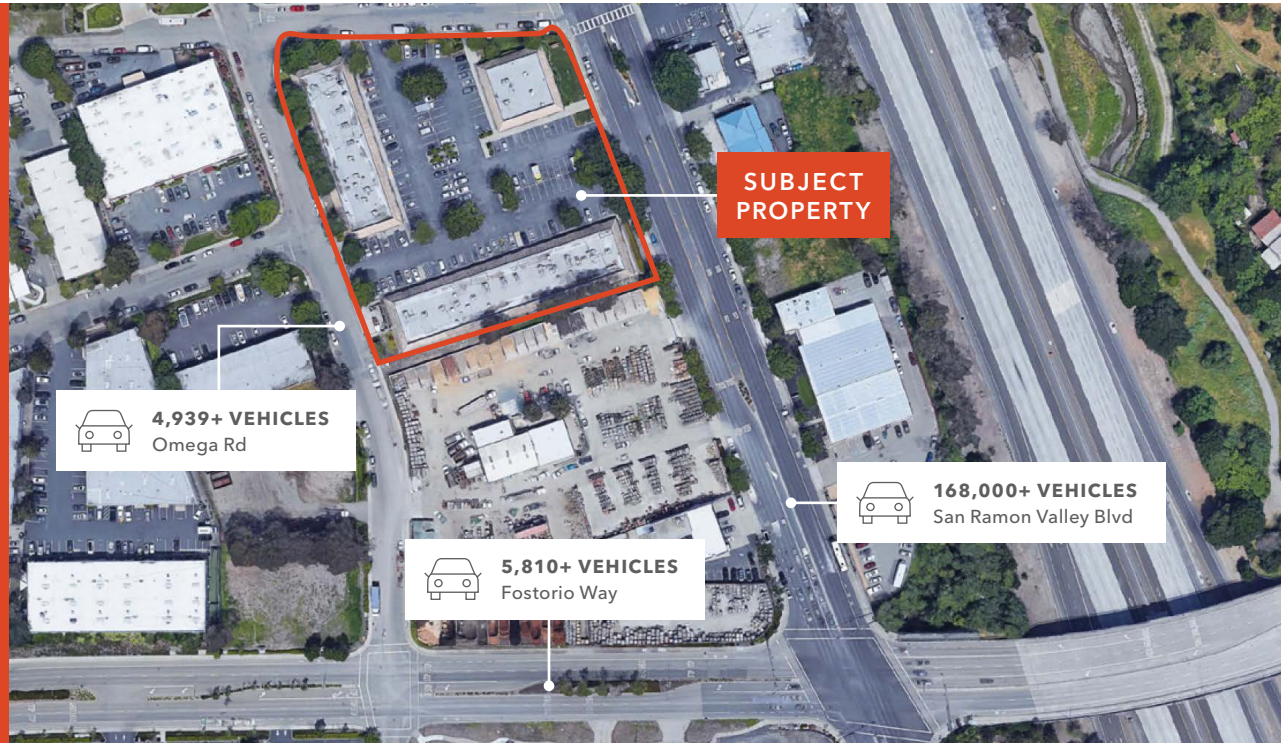 SUBJECT
PROPERTY
4,939+ VEHICLES
Omega Rd
168,000+ VEHICLES
San Ramon Valley Blvd
5,810+ VEHICLES
Fostorio Way